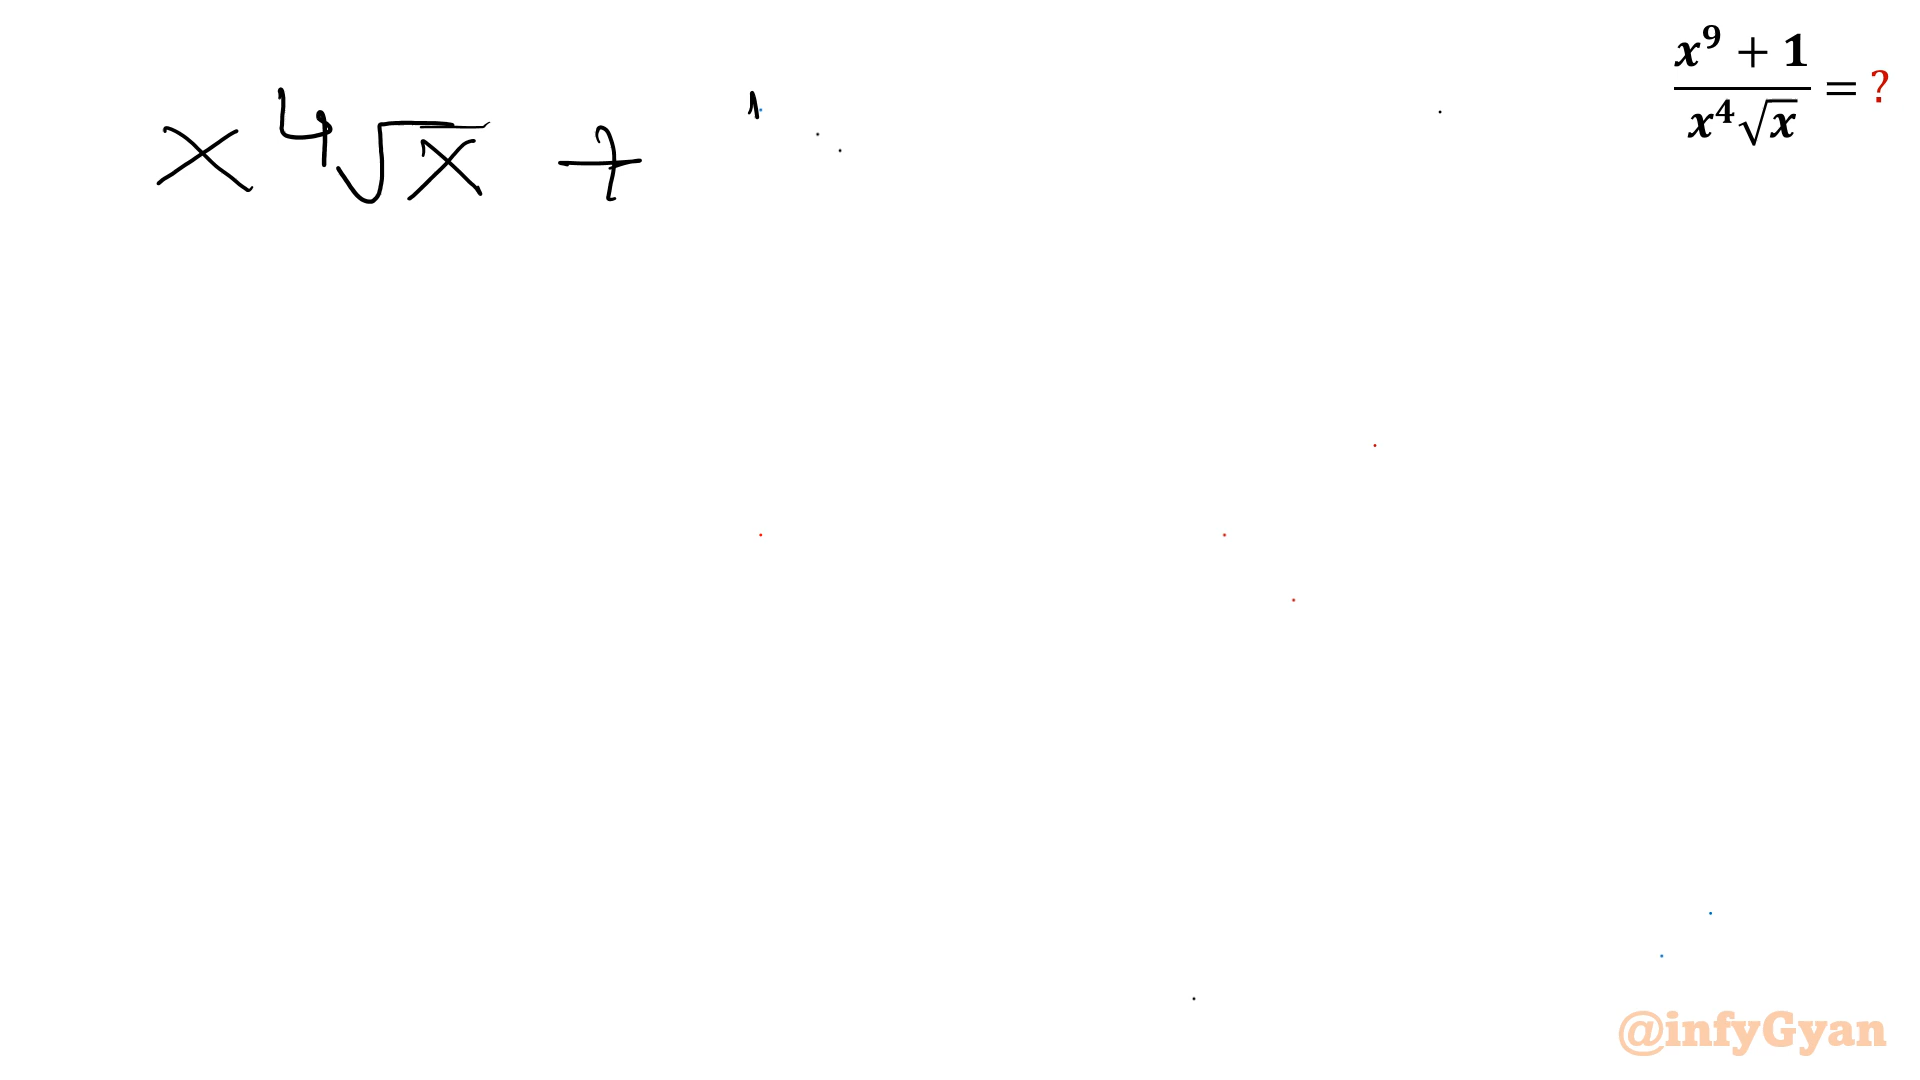 x⁴√x +
x⁹ + 1
x⁴√x
= ?
@infyGyan